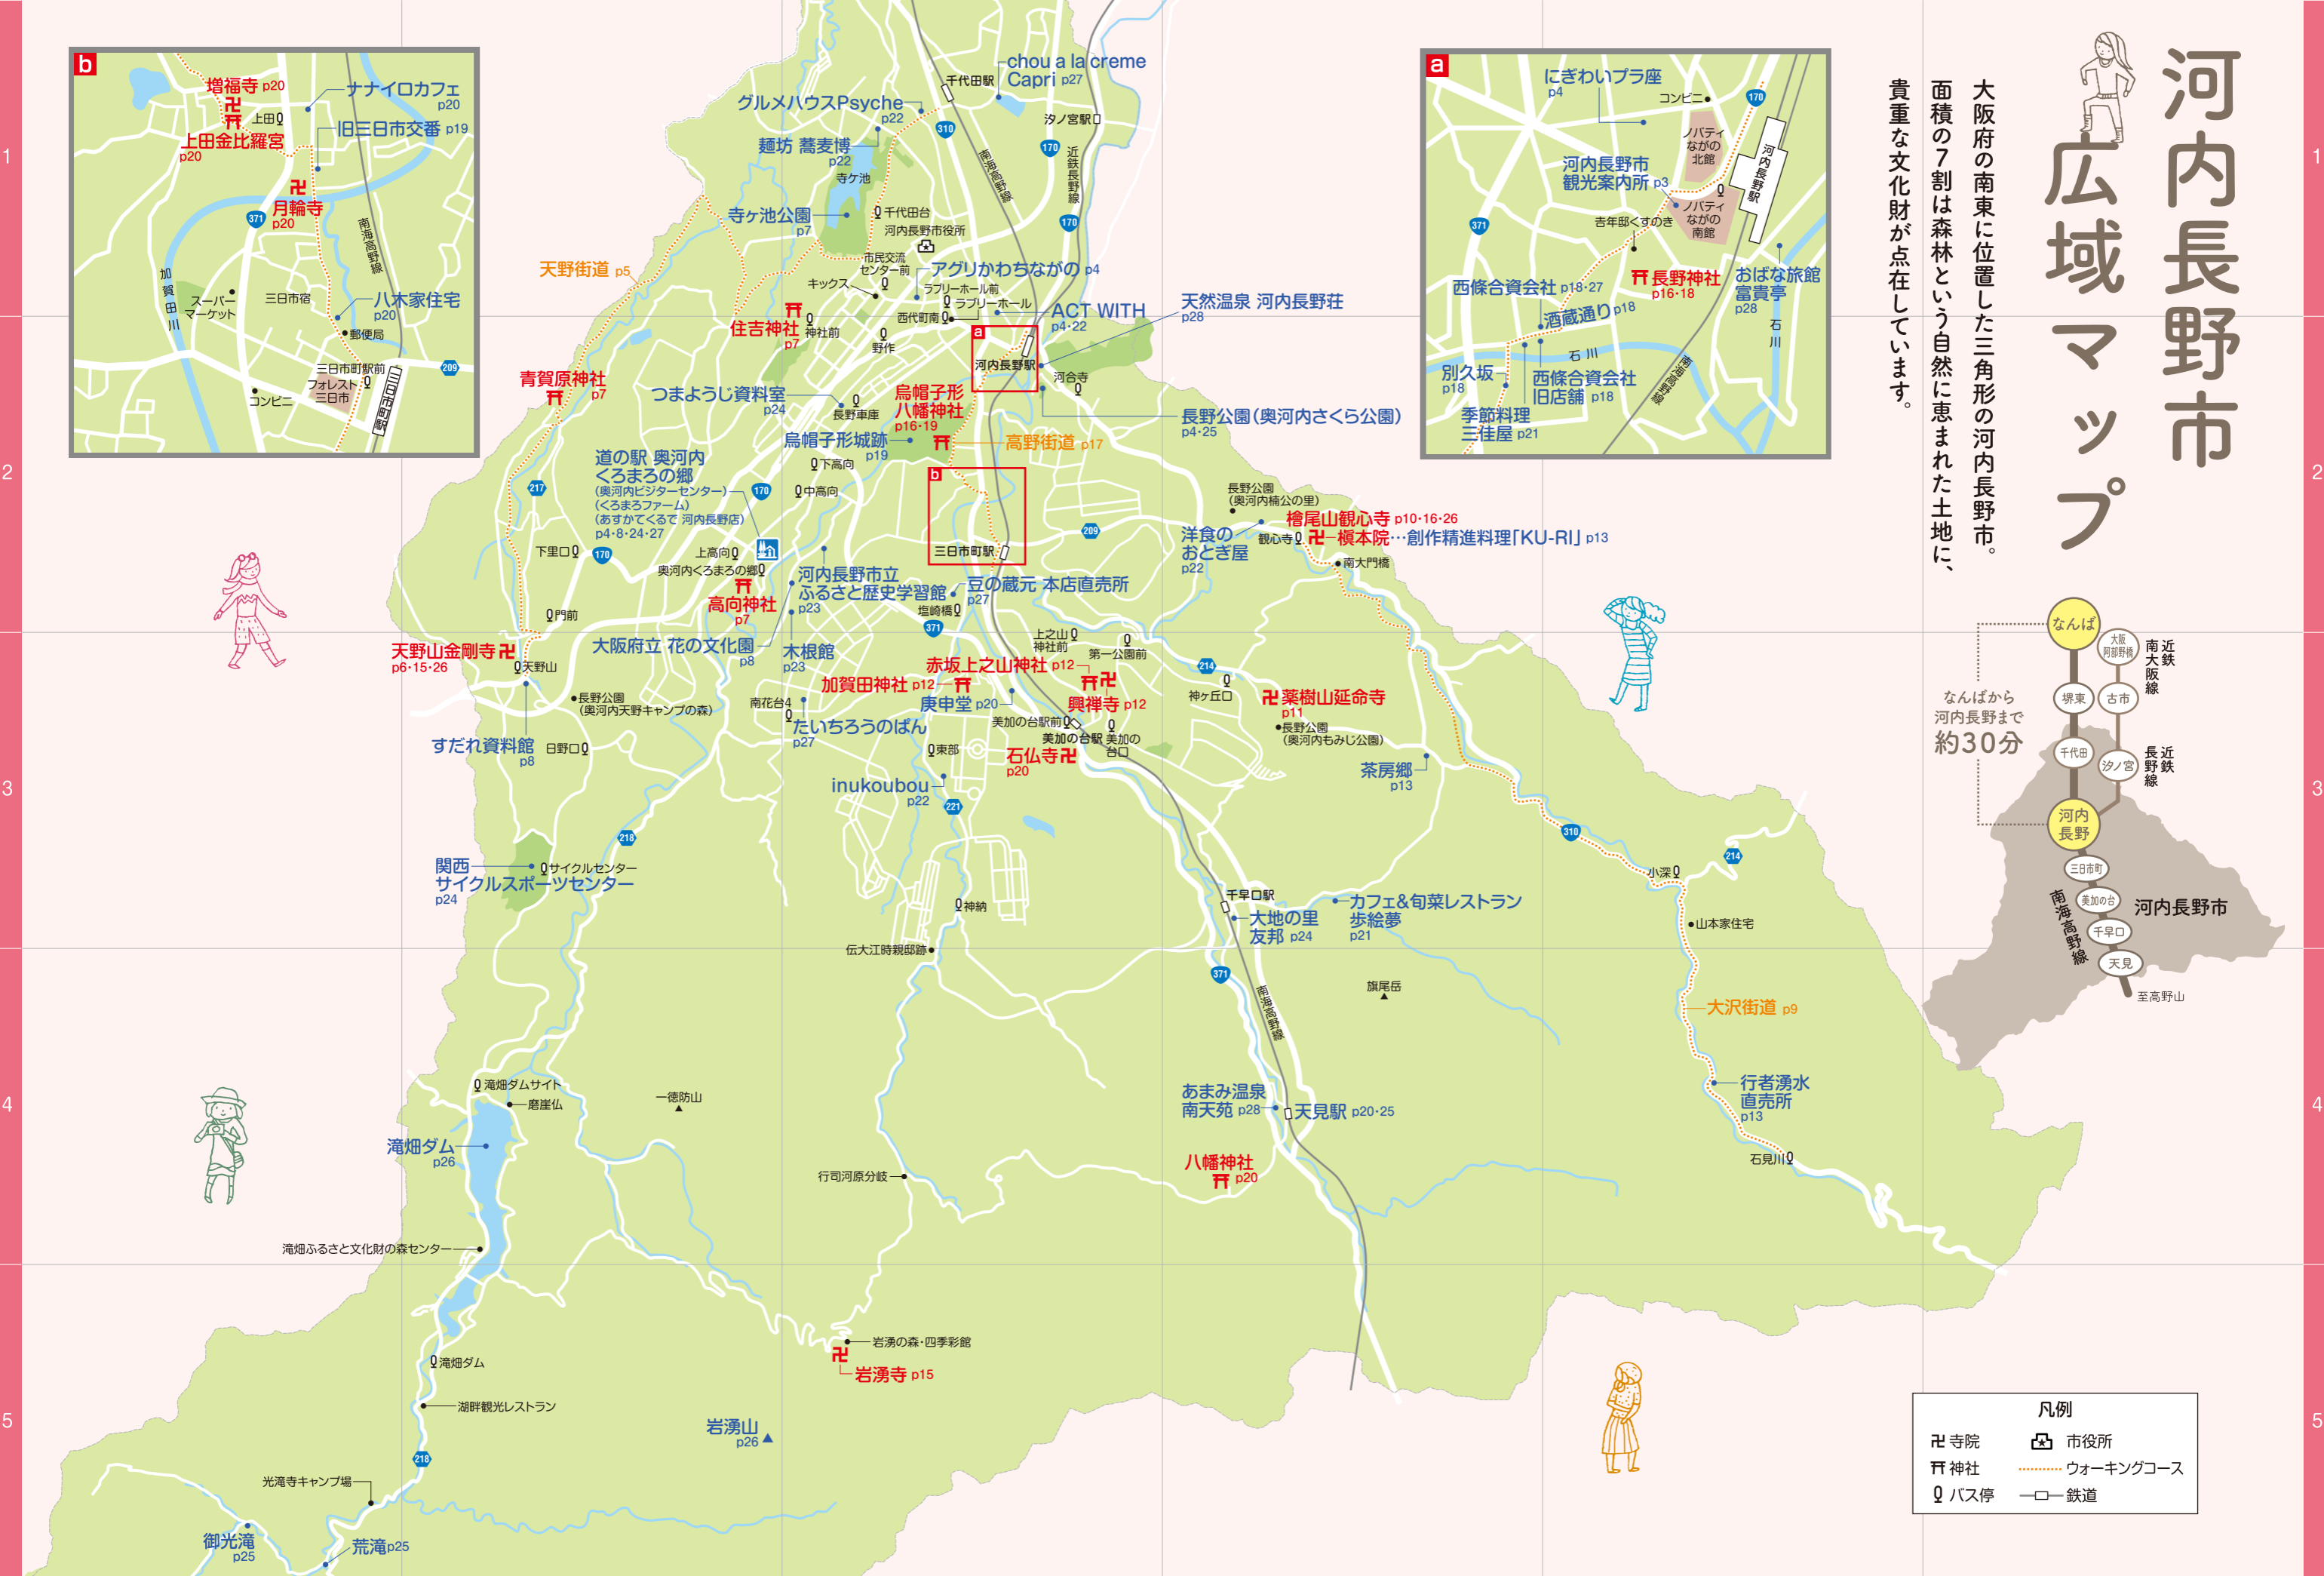 河内長野市
広域マップ
大阪府の南東に位置した三角形の河内長野市。
面積の7割は森林という自然に恵まれた土地に、
貴重な文化財が点在しています。
1
2
3
4
5
1
2
3
4
5
b
増福寺 p20
上田
上田金比羅宮
p20
ナナイロカフェ
p20
旧三日市交番 p19
月輪寺
p20
371
南海高野線
加賀田川
スーパー
マーケット
三日市宿
八木家住宅
p20
郵便局
三日市町駅前
フォレスト
三日市
209
コンビニ
三日市町駅
a
にぎわいプラ座
p4
コンビニ
170
ノバティ
ながの
北館
河内長野駅
河内長野市
観光案内所 p3
ノバティ
ながの
南館
吉年邸くすのき
371
長野神社
p16・18
おばな旅館
富貴亭
p28
西條合資会社 p18・27
酒蔵通り p18
石川
石川
南海高野線
別久坂
p18
西條合資会社
旧店舗 p18
季節料理
三佳屋 p21
chou a la creme
Capri p27
千代田駅
グルメハウスPsyche
p22
310
汐ノ宮駅
麺坊 蕎麦博
p22
170
近鉄長野線
南海高野線
寺ケ池
寺ヶ池公園
p7
千代田台
河内長野市役所
170
天野街道 p5
市民交流
センター前
アグリかわちながの p4
キックス
ラブリーホール前
ラブリーホール
西代町南
ACT WITH
p4・22
天然温泉 河内長野荘
p28
住吉神社
p7
神社前
野作
a
河内長野駅
河合寺
青賀原神社
p7
つまようじ資料室
p24
長野車庫
烏帽子形
八幡神社
p16・19
長野公園(奥河内さくら公園)
p4・25
烏帽子形城跡
p19
高野街道 p17
道の駅 奥河内
くろまろの郷
(奥河内ビジターセンター)
(くろまろファーム)
(あすかてくるで 河内長野店)
p4・8・24・27
下高向
170
中高向
b
217
長野公園
(奥河内楠公の里)
檜尾山観心寺 p10・16・26
洋食の
おとぎ屋
p22
観心寺
槇本院…創作精進料理「KU-RI」 p13
209
三日市町駅
南大門橋
下里口
170
上高向
奥河内くろまろの郷
河内長野市立
ふるさと歴史学習館
p23
豆の蔵元 本店直売所
p27
高向神社
p7
塩崎橋
門前
371
天野山金剛寺
p6・15・26
天野山
大阪府立 花の文化園
p8
木根館
p23
上之山
神社前
第一公園前
赤坂上之山神社 p12
加賀田神社 p12
庚申堂 p20
興禅寺 p12
214
神ヶ丘口
薬樹山延命寺
p11
長野公園
(奥河内もみじ公園)
長野公園
(奥河内天野キャンプの森)
南花台4
たいちろうのぱん
p27
美加の台駅前
美加の台駅
美加の
台口
すだれ資料館
p8
日野口
東部
石仏寺
p20
茶房郷
p13
inukoubou
p22
221
218
310
214
関西
サイクルスポーツセンター
p24
サイクルセンター
小深
神納
千早口駅
大地の里
友邦 p24
カフェ&旬菜レストラン
歩絵夢
p21
山本家住宅
伝大江時親邸跡
371
南海高野線
旗尾岳
大沢街道 p9
滝畑ダムサイト
磨崖仏
一徳防山
あまみ温泉
南天苑 p28
天見駅 p20・25
行者湧水
直売所
p13
滝畑ダム
p26
八幡神社
p20
石見川
行司河原分岐
滝畑ふるさと文化財の森センター
岩湧の森・四季彩館
岩湧寺 p15
滝畑ダム
湖畔観光レストラン
岩湧山
p26
218
光滝寺キャンプ場
御光滝
p25
荒滝p25
なんば
大阪
阿部野橋
近鉄
南大阪線
なんばから
河内長野まで
約30分
堺東
古市
千代田
汐ノ宮
近鉄
長野線
河内
長野
三日市町
美加の台
河内長野市
南海高野線
千早口
天見
至高野山
凡例
寺院
市役所
神社
ウォーキングコース
バス停
鉄道